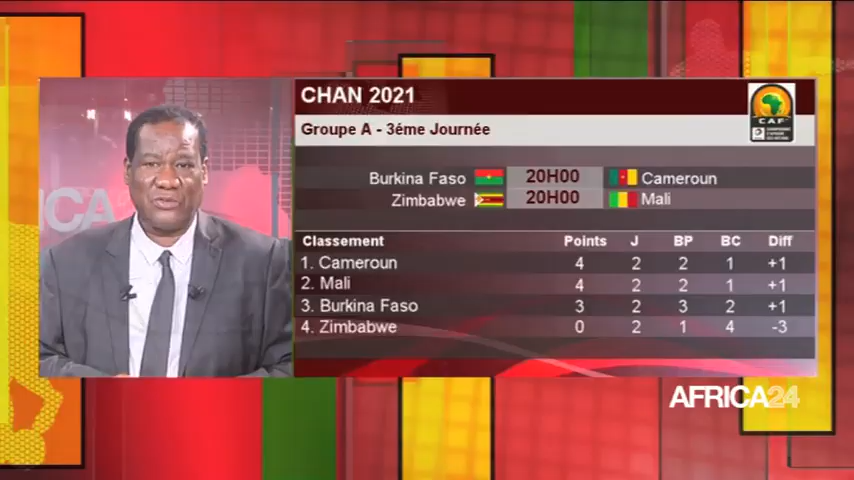 CHAN 2021
Groupe A - 3éme Journée
CAF
Burkina Faso 20H00 Cameroun
Zimbabwe 20H00 Mali
Classement Points J BP BC Diff
1. Cameroun 4 2 2 1 +1
2. Mali 4 2 2 1 +1
3. Burkina Faso 3 2 3 2 +1
4. Zimbabwe 0 2 1 4 -3
ICA
AFRICA24